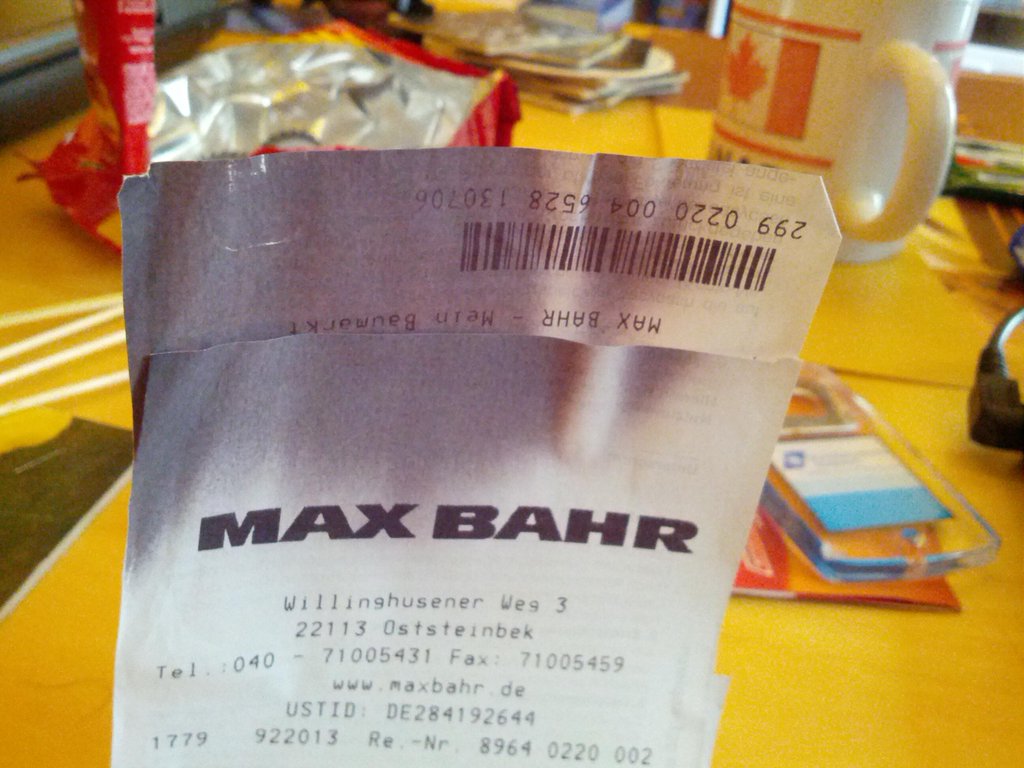 299 0220 004 6528 130706
MAX BAHR - Mein Baumarkt
MAX BAHR
Willinghusener Weg 3
22113 Oststeinbek
Tel.:040 - 71005431 Fax: 71005459
www.maxbahr.de
USTID: DE284192644
1779 922013 Re.-Nr. 8964 0220 002